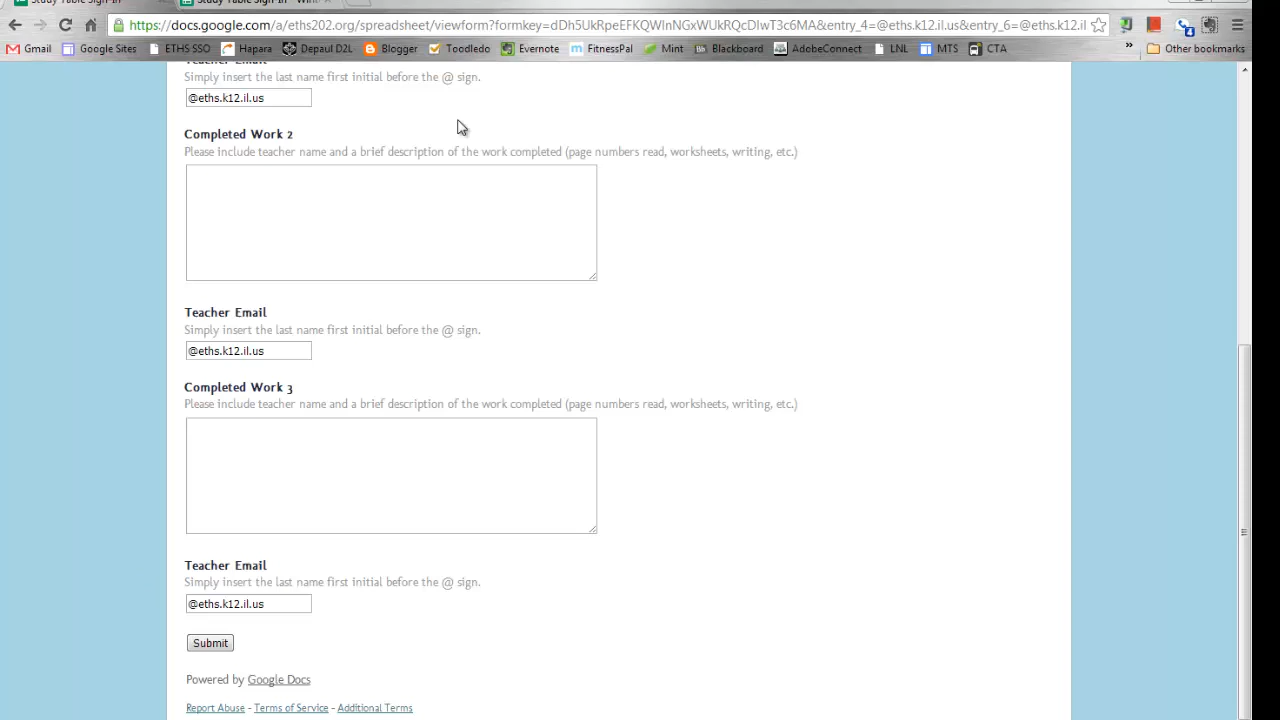 Study Table Sign-In
https://docs.google.com/a/eths202.org/spreadsheet/viewform?formkey=dDh5UkRpeEFKQWlnNGxWUkRQcDIwT3c6MA&entry_4=@eths.k12.il.us&entry_6=@eths.k12.il
Gmail Google Sites ETHS SSO Hapara Depaul D2L Blogger Toodledo Evernote FitnessPal Mint Blackboard AdobeConnect LNL MTS CTA » Other bookmarks
Teacher Email
Simply insert the last name first initial before the @ sign.
@eths.k12.il.us
Completed Work 2
Please include teacher name and a brief description of the work completed (page numbers read, worksheets, writing, etc.)
Teacher Email
Simply insert the last name first initial before the @ sign.
@eths.k12.il.us
Completed Work 3
Please include teacher name and a brief description of the work completed (page numbers read, worksheets, writing, etc.)
Teacher Email
Simply insert the last name first initial before the @ sign.
@eths.k12.il.us
Submit
Powered by Google Docs
Report Abuse - Terms of Service - Additional Terms